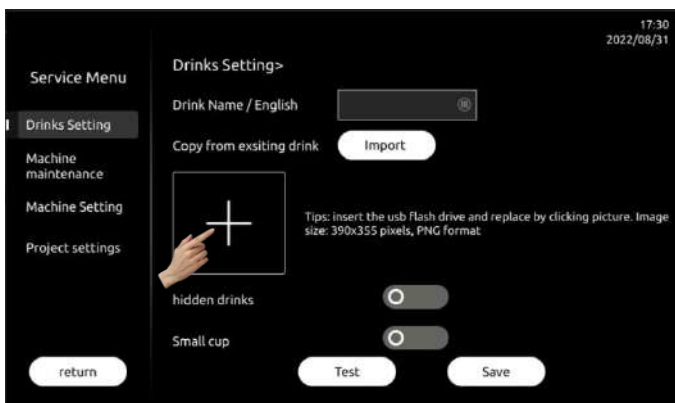 17:30
2022/08/31
Service Menu
Drinks Setting
Machine
maintenance
Machine Setting
Project settings
return
Drinks Setting>
Drink Name / English
Copy from exsiting drink
Import
Tips: insert the usb flash drive and replace by clicking picture. Image
size: 390x355 pixels, PNG format
hidden drinks
Small cup
Test
Save